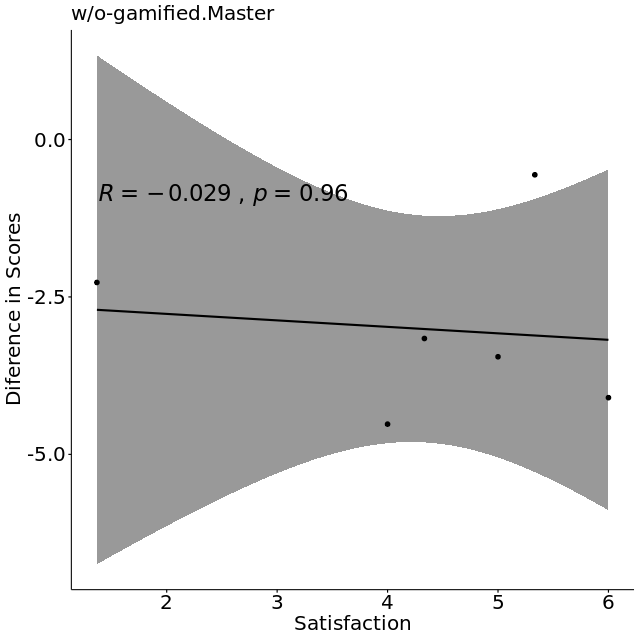 w/o-gamified.Master
0.0
R = −0.029 , p = 0.96
-2.5
-5.0
Diference in Scores
2 3 4 5 6
Satisfaction